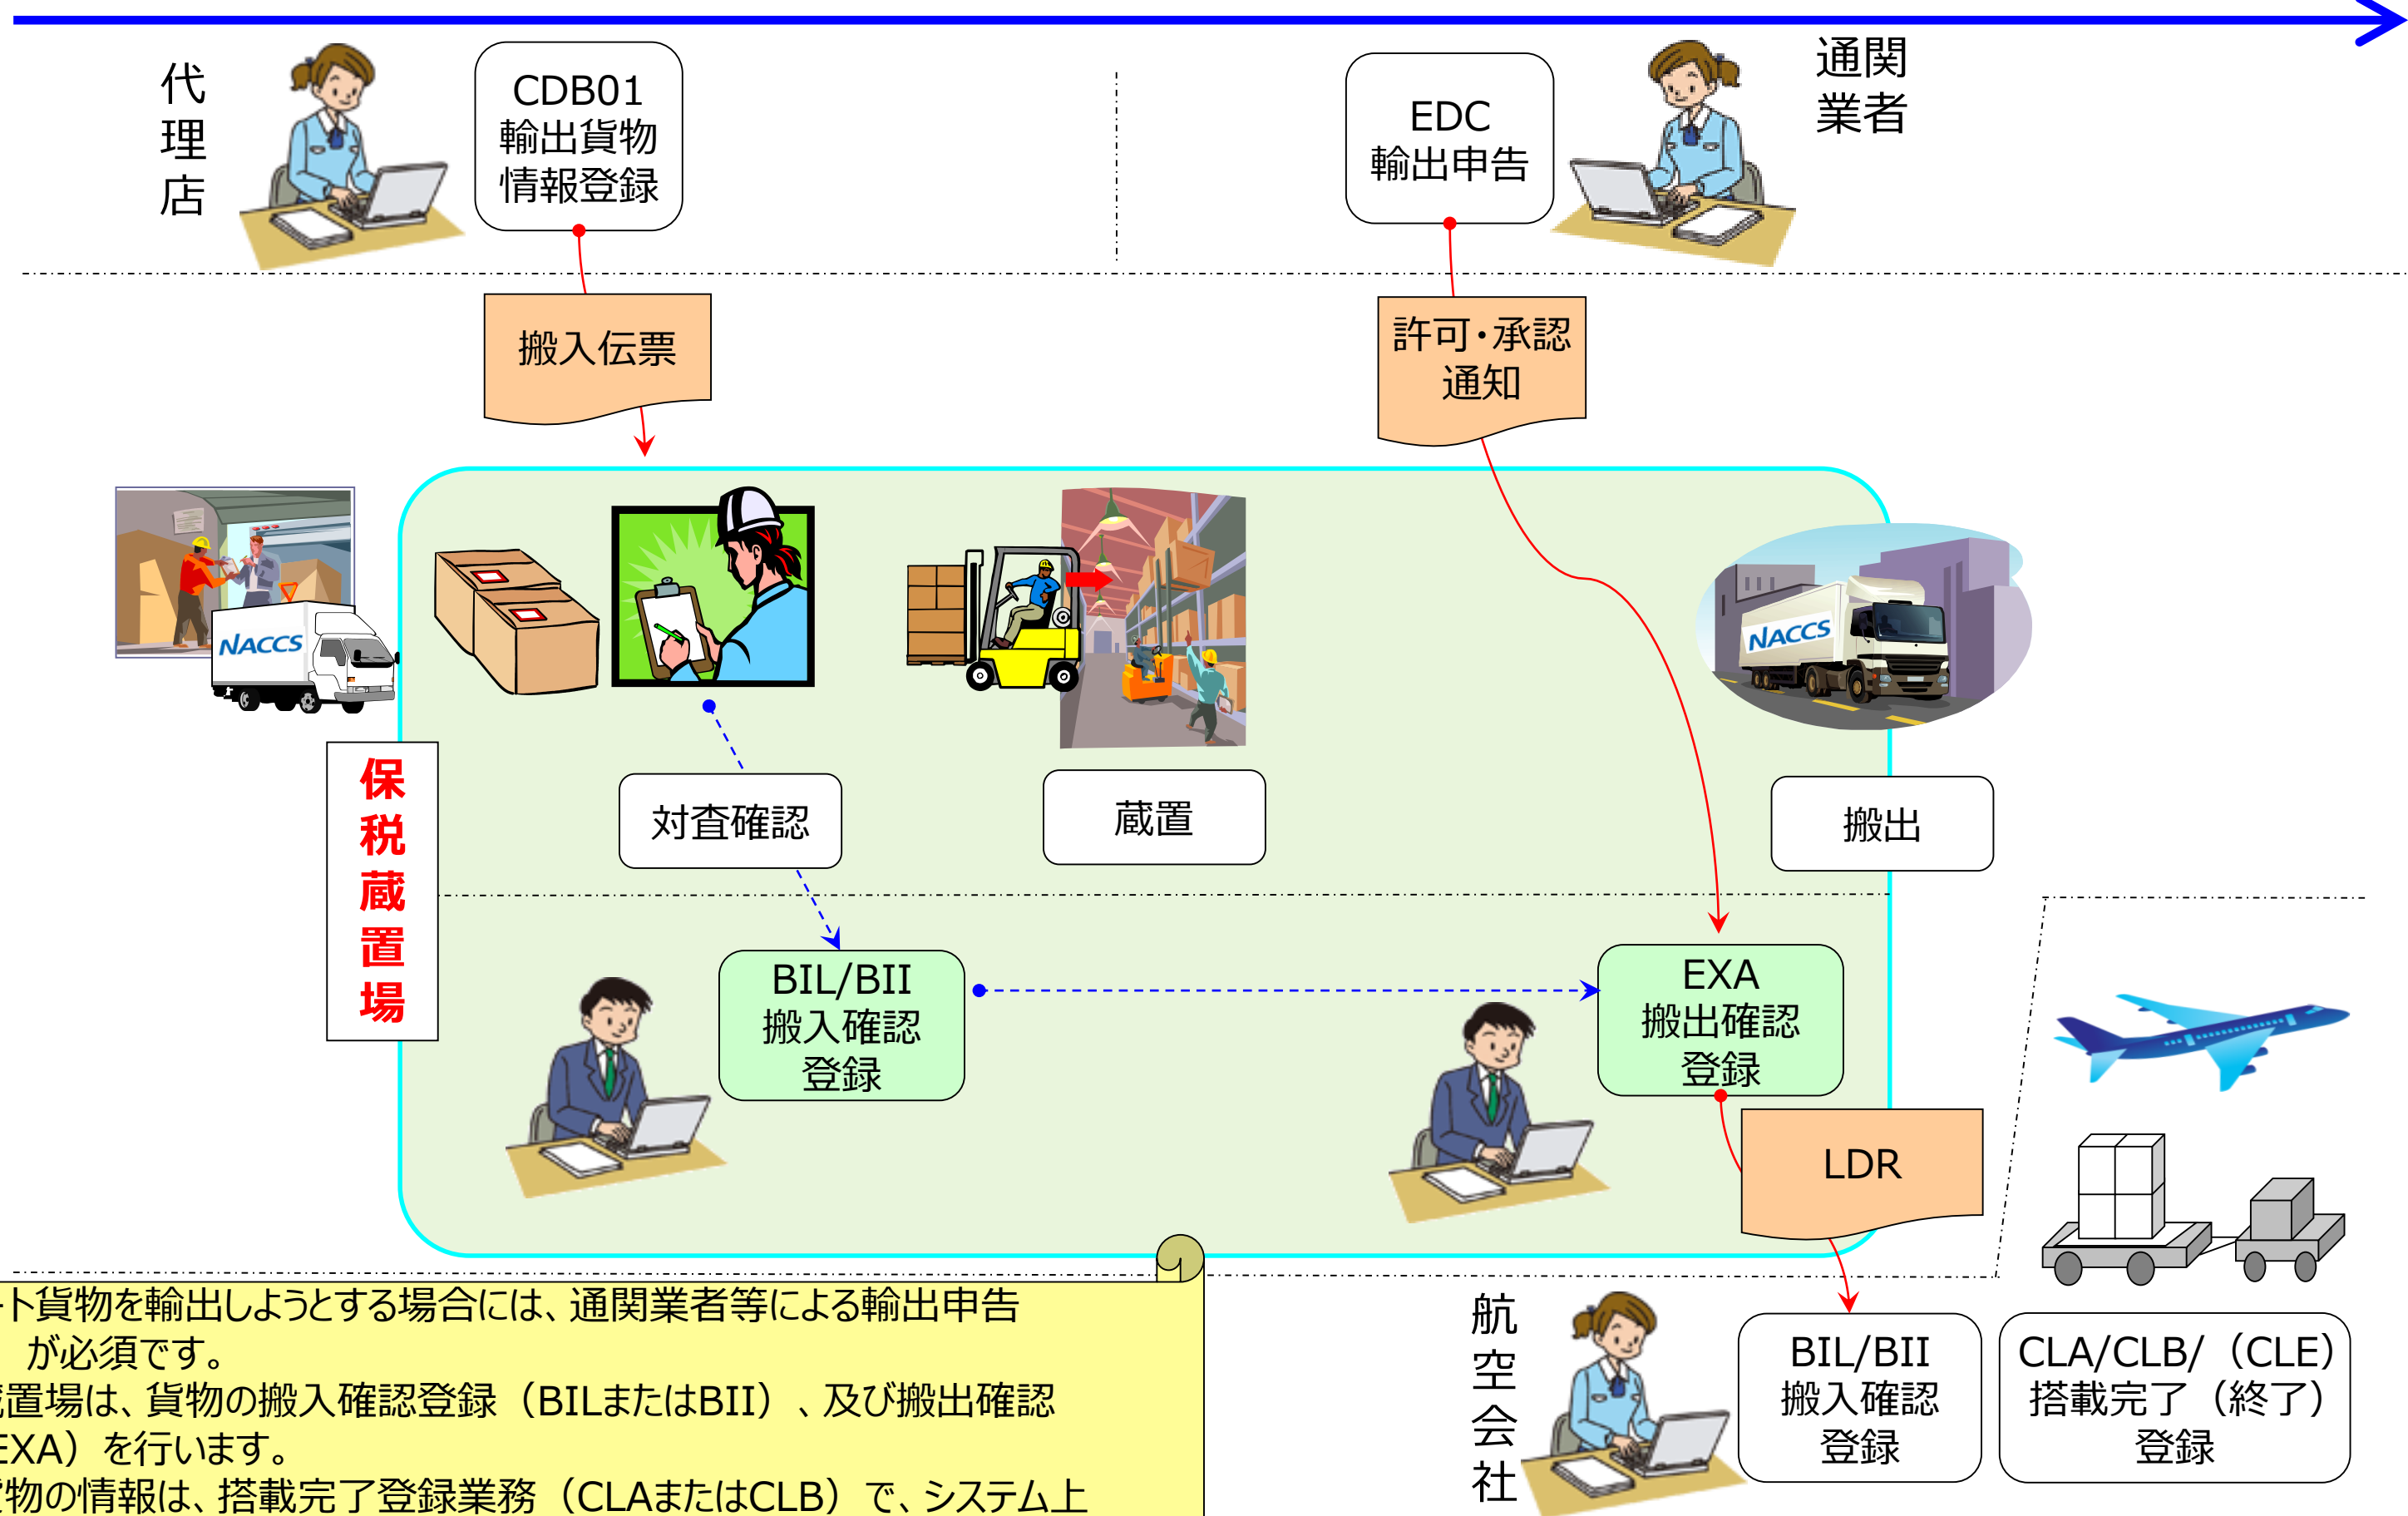 代理店
CDB01
輸出貨物
情報登録
EDC
輸出申告
通関
業者
搬入伝票
許可・承認
通知
NACCS
NACCS
保税蔵置場
対査確認
蔵置
搬出
BIL/BII
搬入確認
登録
EXA
搬出確認
登録
LDR
ト貨物を輸出しようとする場合には、通関業者等による輸出申告
が必須です。
置場は、貨物の搬入確認登録（BILまたはBII）、及び搬出確認
EXA）を行います。
貨物の情報は、搭載完了登録業務（CLAまたはCLB）で、システム上
航空会社
BIL/BII
搬入確認
登録
CLA/CLB/（CLE）
搭載完了（終了）
登録